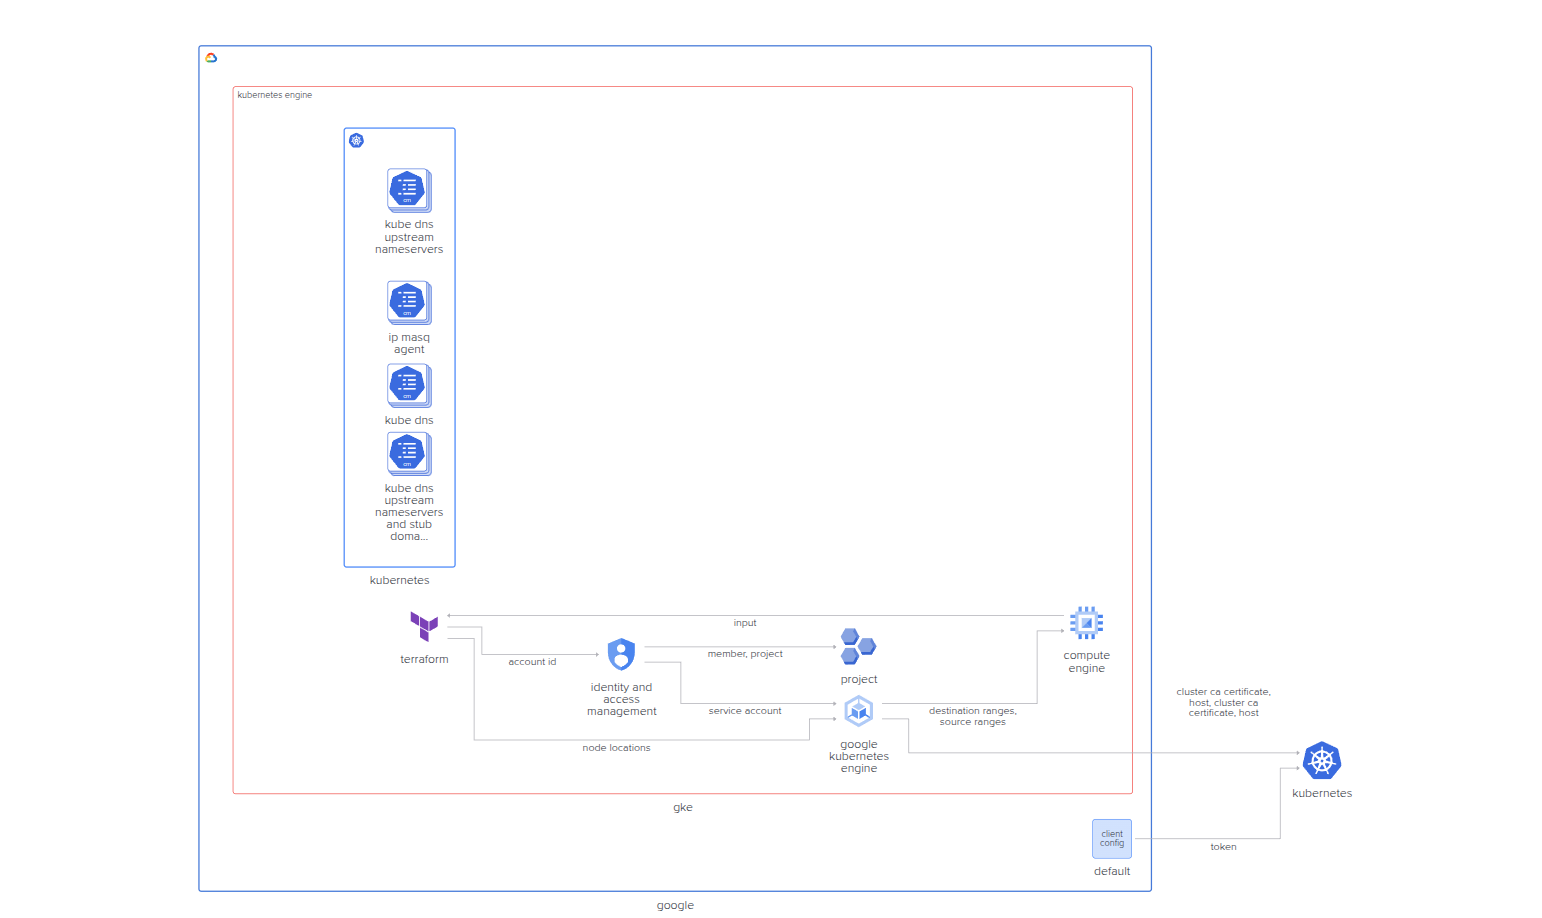 kubernetes engine
cm
kube dns
upstream
nameservers
cm
ip masq
agent
cm
kube dns
cm
kube dns
upstream
nameservers
and stub
doma...
kubernetes
terraform
input
account id
identity and
access
management
member, project
project
service account
node locations
google
kubernetes
engine
destination ranges,
source ranges
compute
engine
cluster ca certificate,
host, cluster ca
certificate, host
kubernetes
gke
client
config
default
token
google